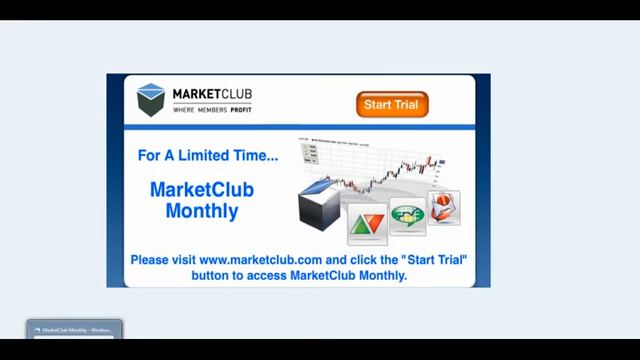 MARKETCLUB
WHERE MEMBERS PROFIT
Start Trial
For A Limited Time...
MarketClub
Monthly
Please visit www.marketclub.com and click the "Start Trial"
button to access MarketClub Monthly.
MarketClub Monthly - Window...